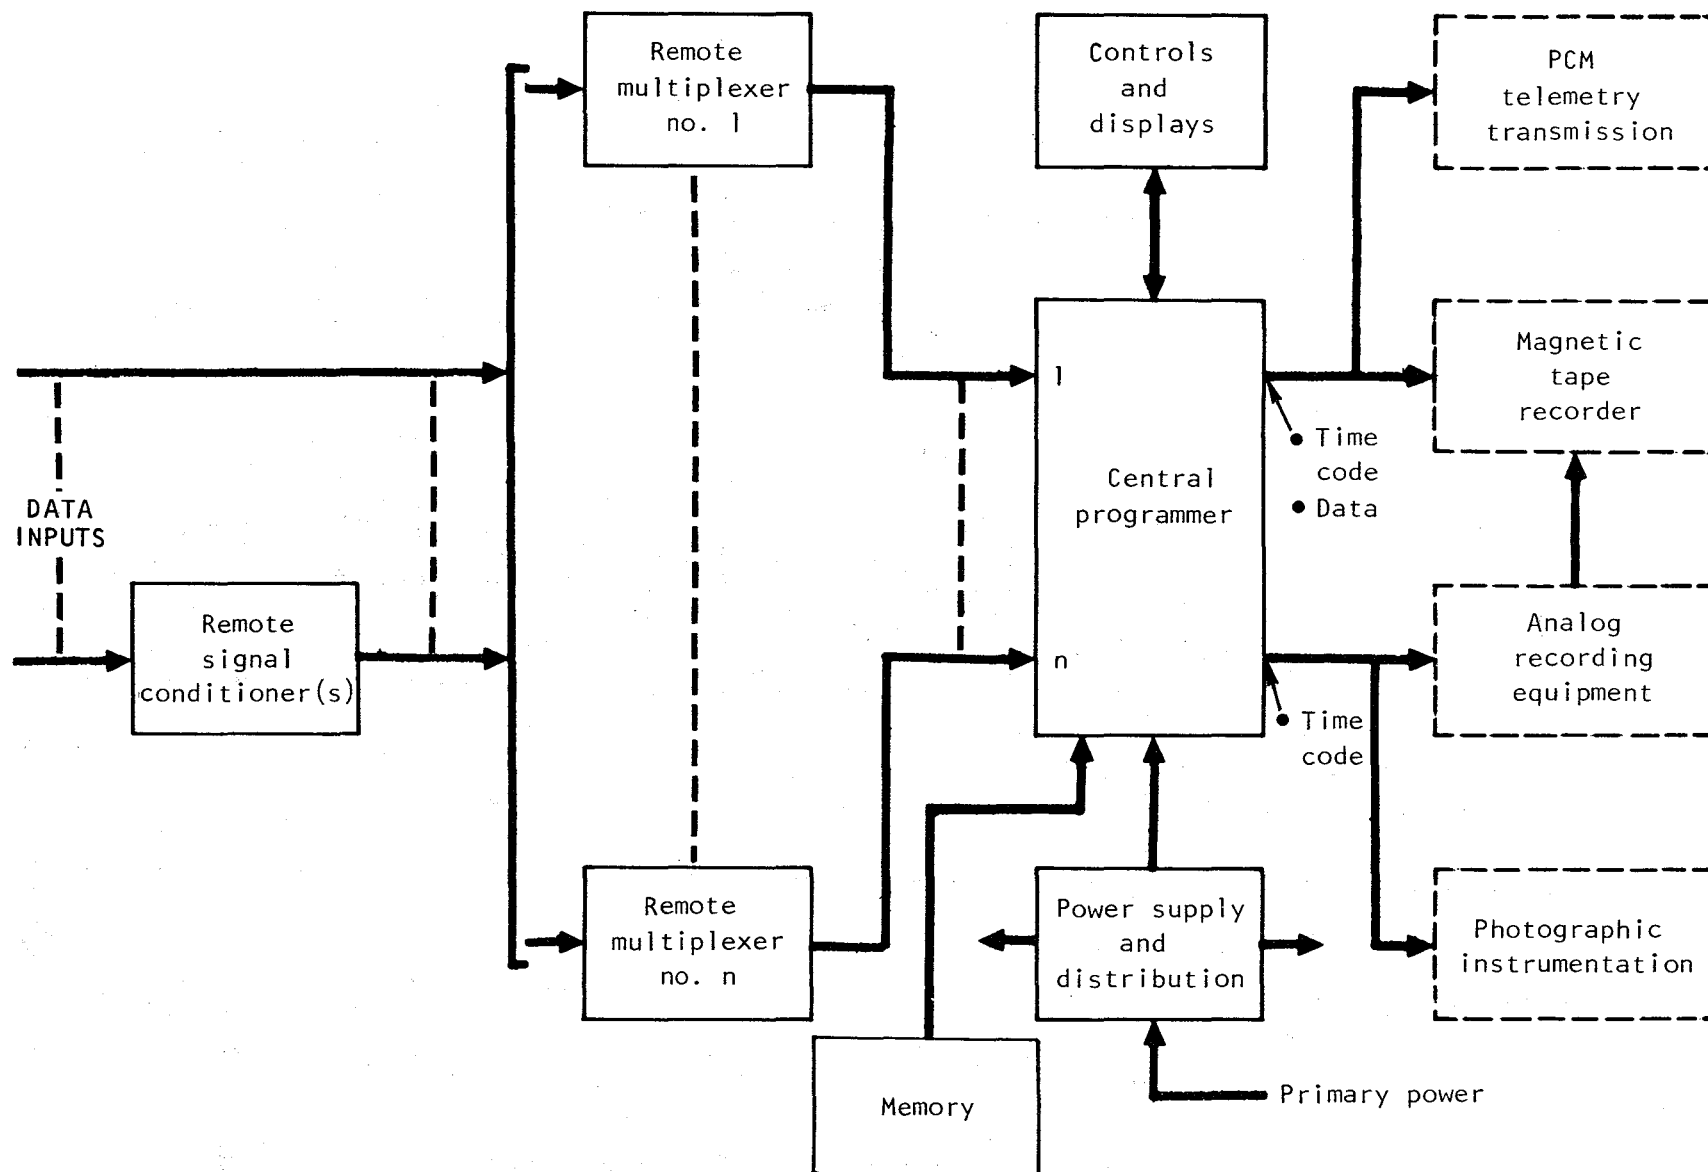 Remote
multiplexer
no. 1
Controls
and
displays
PCM
telemetry
transmission
DATA
INPUTS
Remote
signal
conditioner(s)
1
Central
programmer
n
● Time
code
● Data
Magnetic
tape
recorder
● Time
code
Analog
recording
equipment
Remote
multiplexer
no. n
Power supply
and
distribution
Photographic
instrumentation
Memory
Primary power